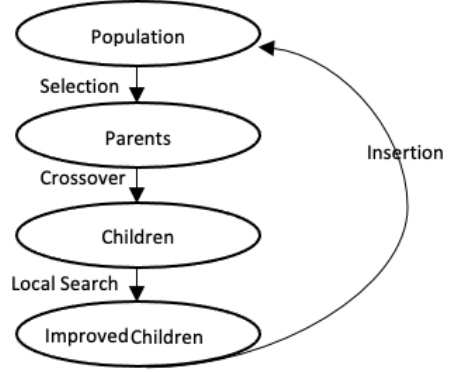 Population
Selection
Parents
Insertion
Crossover
Children
Local Search
Improved Children